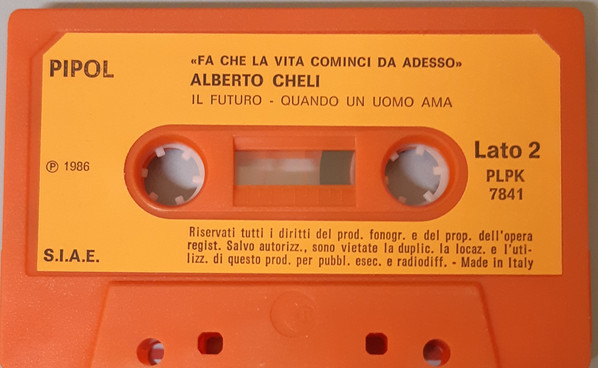 PIPOL
«FA CHE LA VITA COMINCI DA ADESSO»
ALBERTO CHELI
IL FUTURO - QUANDO UN UOMO AMA
℗ 1986
Lato 2
PLPK
7841
Riservati tutti i diritti del prod. fonogr. e del prop. dell'opera
regist. Salvo autorizz., sono vietate la duplic. la locaz. e l'uti-
lizz. di questo prod. per pubbl. esec. e radiodiff. - Made in Italy
S.I.A.E.